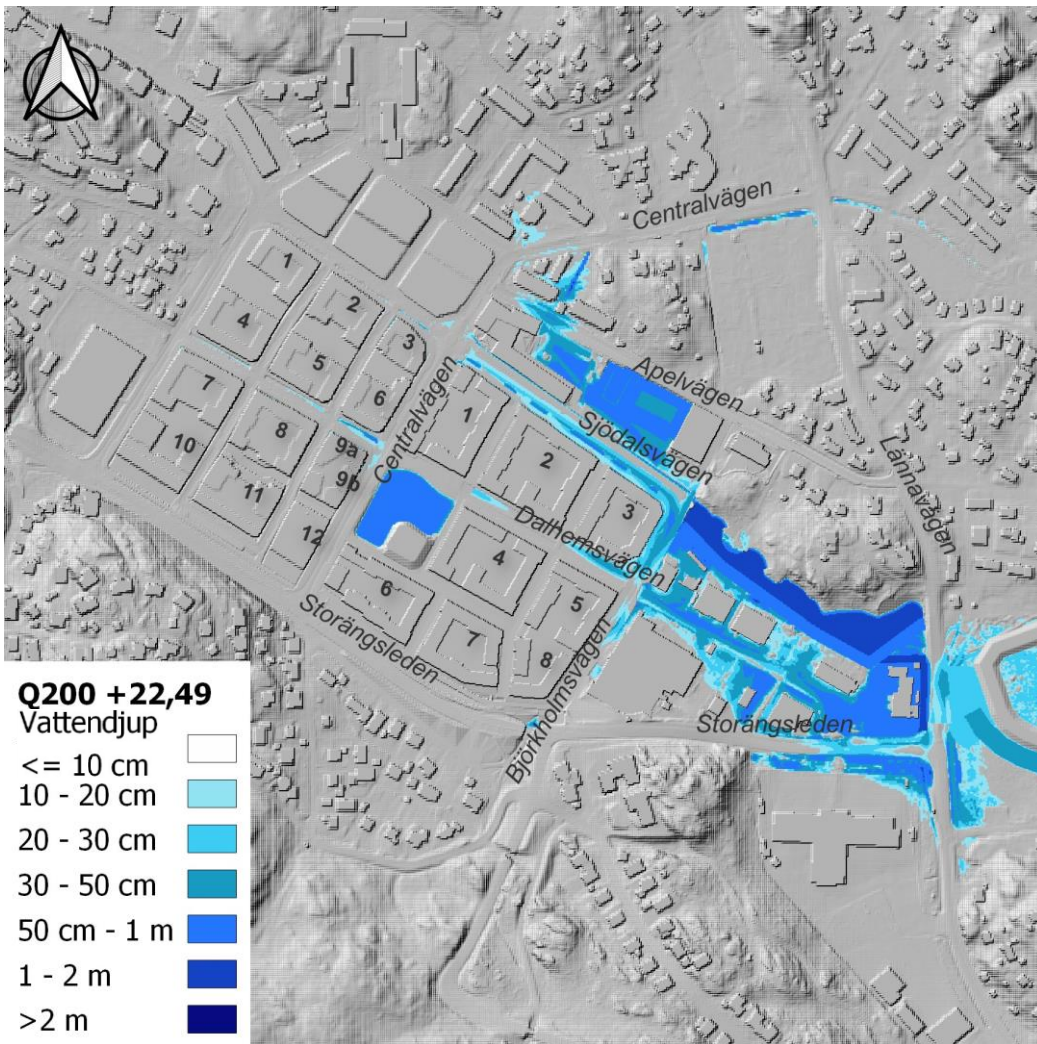 Centralvägen
1
2
3
4
5
6
7
8
9a
9b
10
11
12
Centralvägen
Apelvägen
Sjödalsvägen
Lännavägen
1
2
3
Dalhemsvägen
4
5
6
7
8
Storängsleden
Björkholmsvägen
Storängsleden
Q200 +22,49
Vattendjup
<= 10 cm
10 - 20 cm
20 - 30 cm
30 - 50 cm
50 cm - 1 m
1 - 2 m
>2 m